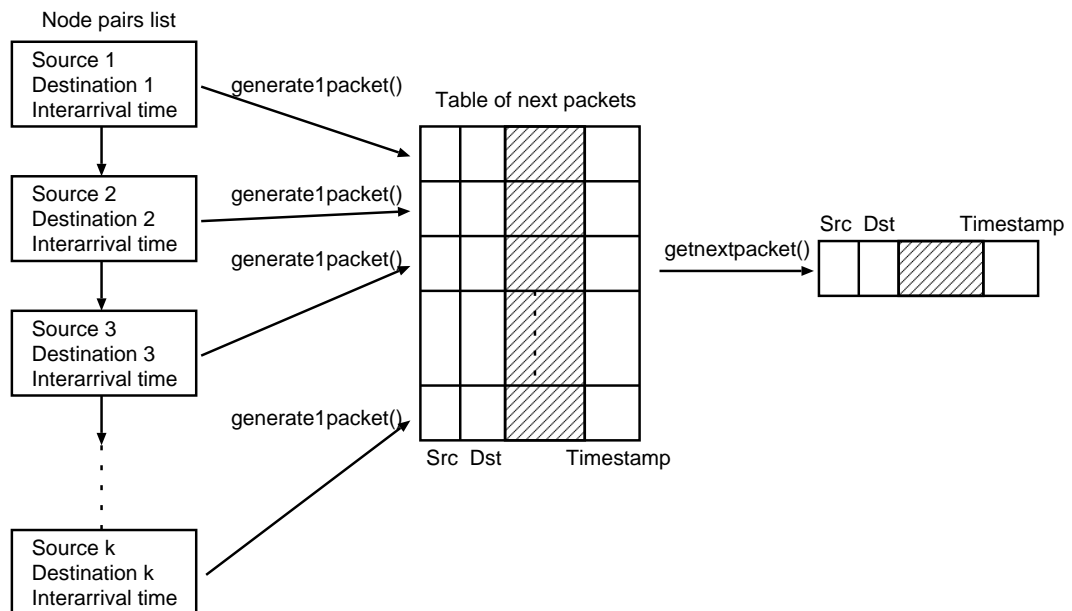 Node pairs list
Source 1
Destination 1
Interarrival time
generate1packet()
Source 2
Destination 2
Interarrival time
generate1packet()
Source 3
Destination 3
Interarrival time
generate1packet()
Source k
Destination k
Interarrival time
generate1packet()
Table of next packets
Src Dst Timestamp
getnextpacket()
Src Dst Timestamp